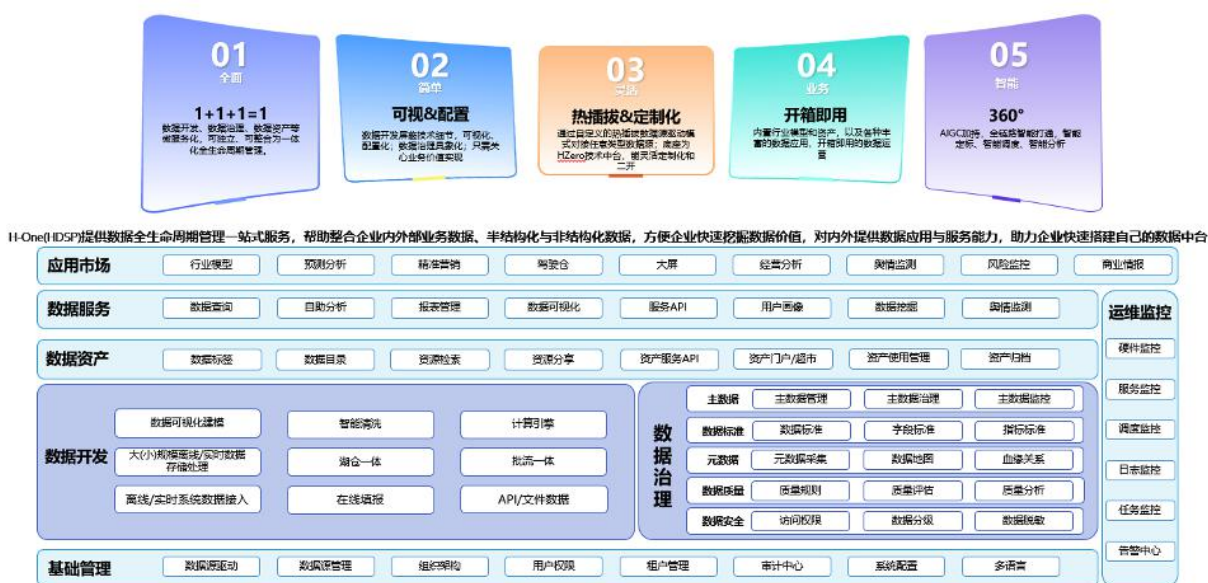 01
全面
1+1+1=1
数据开发、数据治理、数据资产等
微服务化，可独立、可整合为一体
化全生命周期管理。
02
简单
可视&配置
数据开发屏蔽技术细节，可视化、
配置化；数据治理具象化；只需关
心业务价值实现
03
灵活
热插拔&定制化
通过自定义的热插拔数据源驱动模
式对接任意类型数据源；底座为
HZero技术中台，能灵活定制化和
二开
04
业务
开箱即用
内置行业模型和资产，以及各种丰
富的数据应用，开箱即用的数据运
营
05
智能
360°
AIGC加持、全链路智能打通，智能
定标、智能调度、智能分析
H-One(HDSP)提供数据全生命周期管理一站式服务，帮助整合企业内外部业务数据、半结构化与非结构化数据，方便企业快速挖掘数据价值，对内外提供数据应用与服务能力，助力企业快速搭建自己的数据中台
应用市场 行业模型 预测分析 精准营销 驾驶仓 大屏 经营分析 舆情监测 风险监控 商业情报
数据服务 数据查询 自助分析 报表管理 数据可视化 服务API 用户画像 数据挖掘 舆情监测
数据资产 数据标签 数据目录 资源检索 资源分享 资产服务API 资产门户/超市 资产使用管理 资产归档
数据开发
数据可视化建模 智能清洗 计算引擎
大(小)规模离线/实时数据
存储处理
湖仓一体 批流一体
离线/实时系统数据接入 在线填报 API/文件数据
数据治理
主数据 主数据管理 主数据治理 主数据监控
数据标准 数据标准 字段标准 指标标准
元数据 元数据采集 数据地图 血缘关系
数据质量 质量规则 质量评估 质量分析
数据安全 访问权限 数据分级 数据脱敏
运维监控
硬件监控
服务监控
调度监控
日志监控
任务监控
告警中心
基础管理 数据源驱动 数据源管理 组织架构 用户权限 租户管理 审计中心 系统配置 多语言